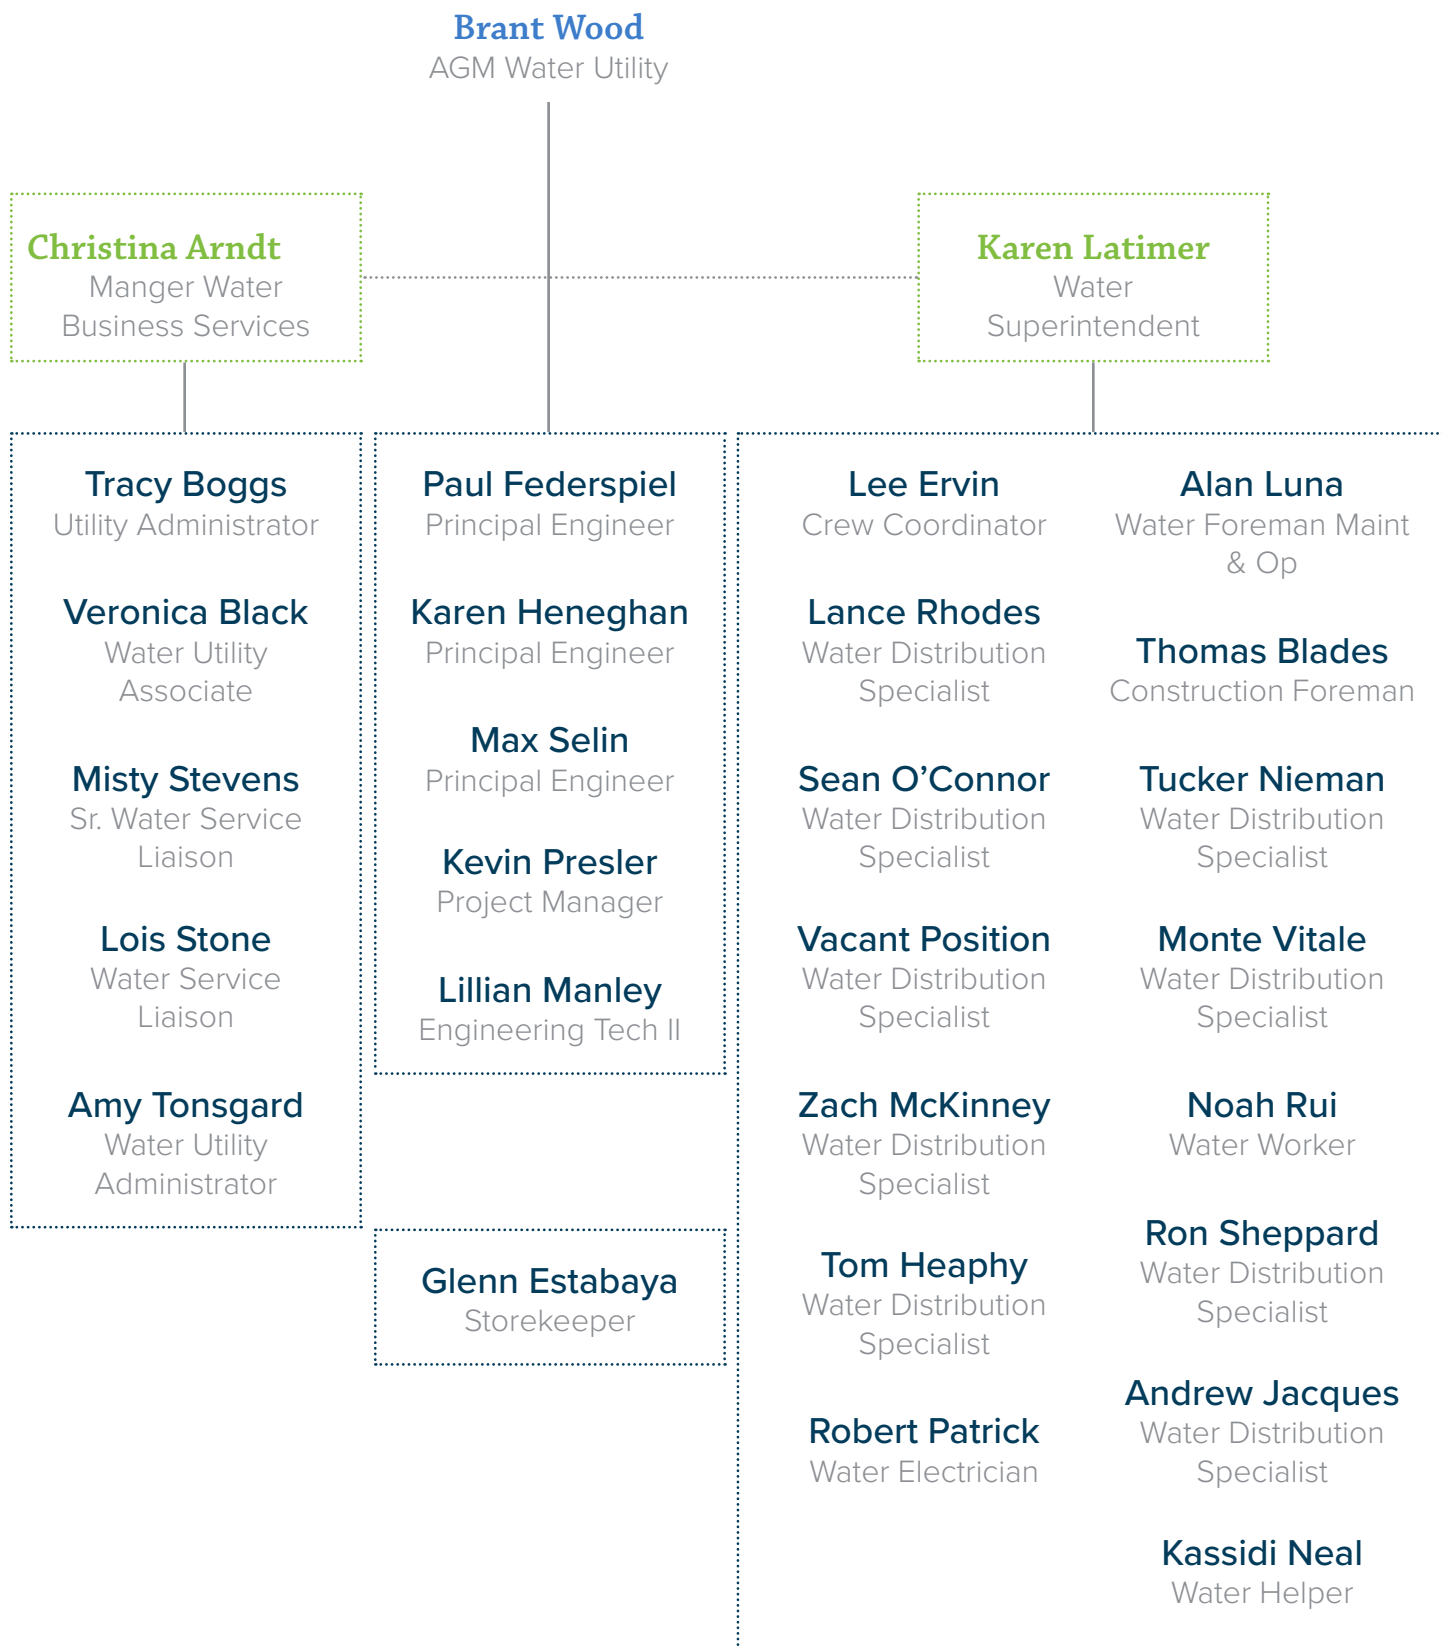 Brant Wood
AGM Water Utility
Christina Arndt
Manger Water
Business Services
Karen Latimer
Water
Superintendent
Tracy Boggs
Utility Administrator
Veronica Black
Water Utility
Associate
Misty Stevens
Sr. Water Service
Liaison
Lois Stone
Water Service
Liaison
Amy Tonsgard
Water Utility
Administrator
Paul Federspiel
Principal Engineer
Karen Heneghan
Principal Engineer
Max Selin
Principal Engineer
Kevin Presler
Project Manager
Lillian Manley
Engineering Tech II
Glenn Estabaya
Storekeeper
Lee Ervin
Crew Coordinator
Lance Rhodes
Water Distribution
Specialist
Sean O’Connor
Water Distribution
Specialist
Vacant Position
Water Distribution
Specialist
Zach McKinney
Water Distribution
Specialist
Tom Heaphy
Water Distribution
Specialist
Robert Patrick
Water Electrician
Alan Luna
Water Foreman Maint
& Op
Thomas Blades
Construction Foreman
Tucker Nieman
Water Distribution
Specialist
Monte Vitale
Water Distribution
Specialist
Noah Rui
Water Worker
Ron Sheppard
Water Distribution
Specialist
Andrew Jacques
Water Distribution
Specialist
Kassidi Neal
Water Helper